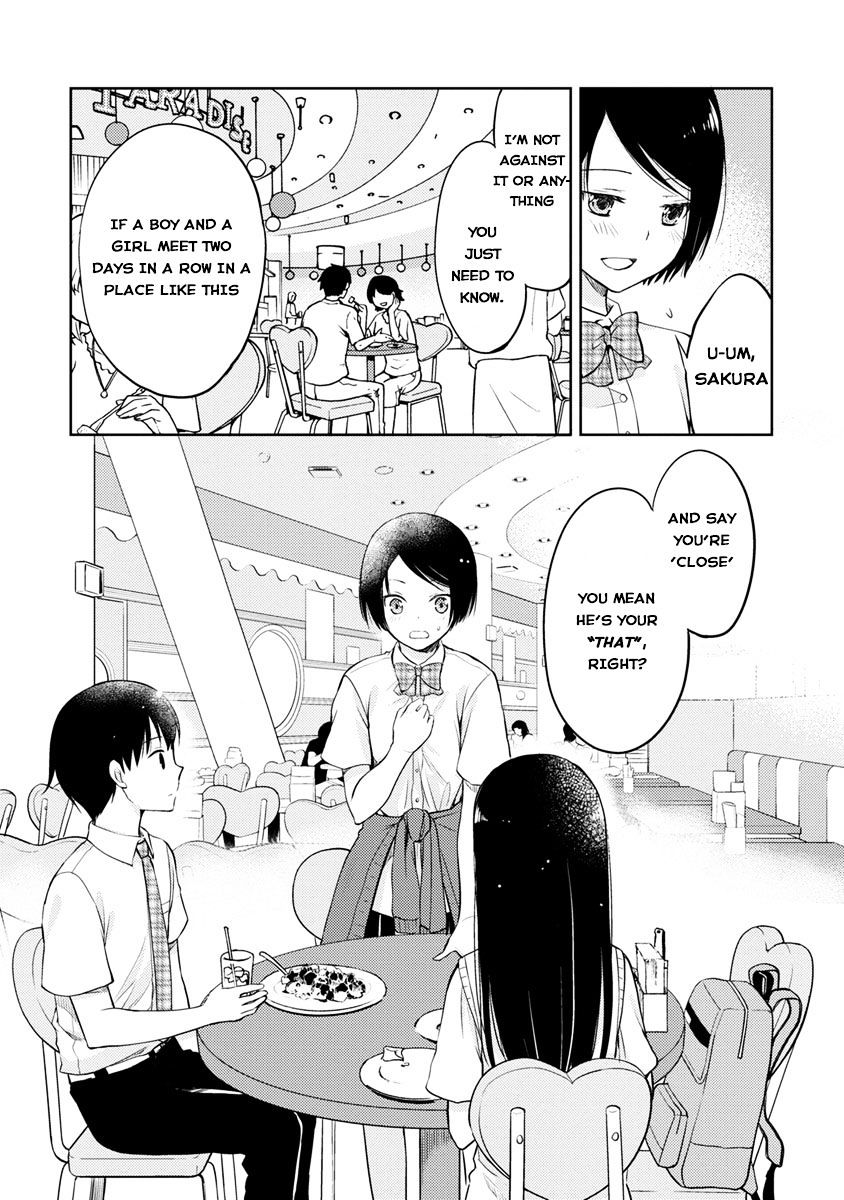 U-UM,
SAKURA
I'M NOT
AGAINST
IT OR ANY-
THING
YOU
JUST
NEED TO
KNOW.
PARADISE
IF A BOY AND A
GIRL MEET TWO
DAYS IN A ROW IN A
PLACE LIKE THIS
AND SAY
YOU'RE
'CLOSE'
YOU MEAN
HE'S YOUR
"THAT",
RIGHT?